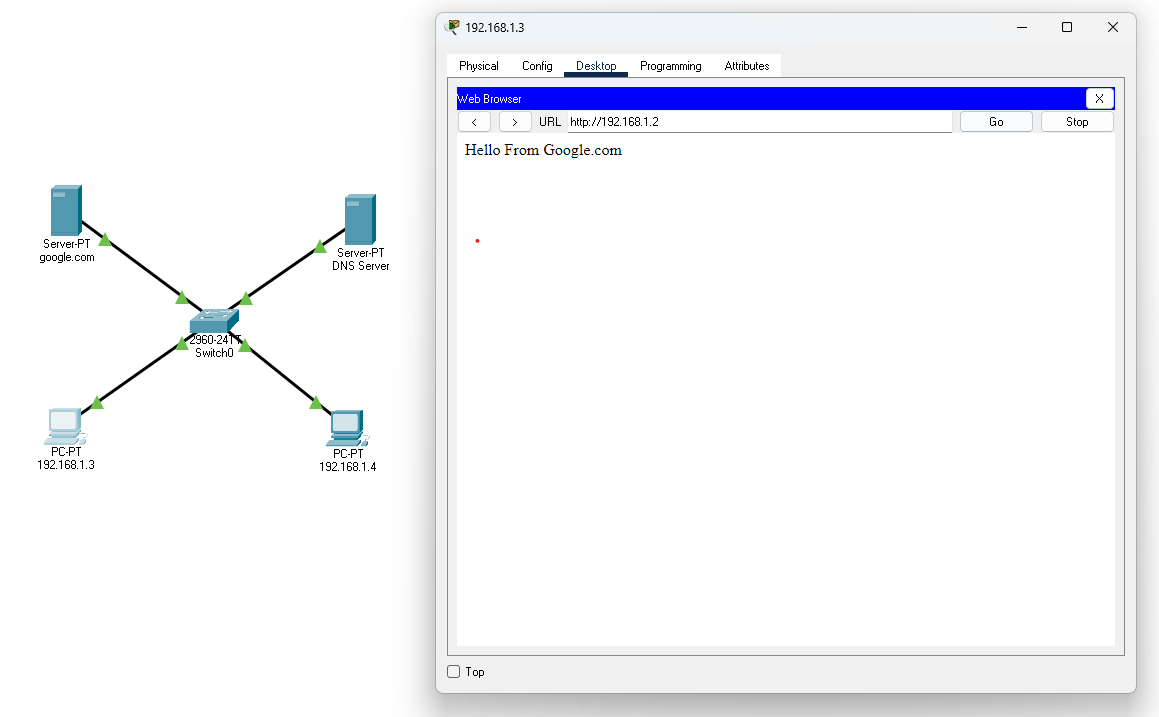 192.168.1.3
Physical Config Desktop Programming Attributes
Web Browser
X
< > URL http://192.168.1.2 Go Stop
Hello From Google.com
Server-PT
google.com
Server-PT
DNS Server
2960-24TT
Switch0
PC-PT
192.168.1.3
PC-PT
192.168.1.4
Top